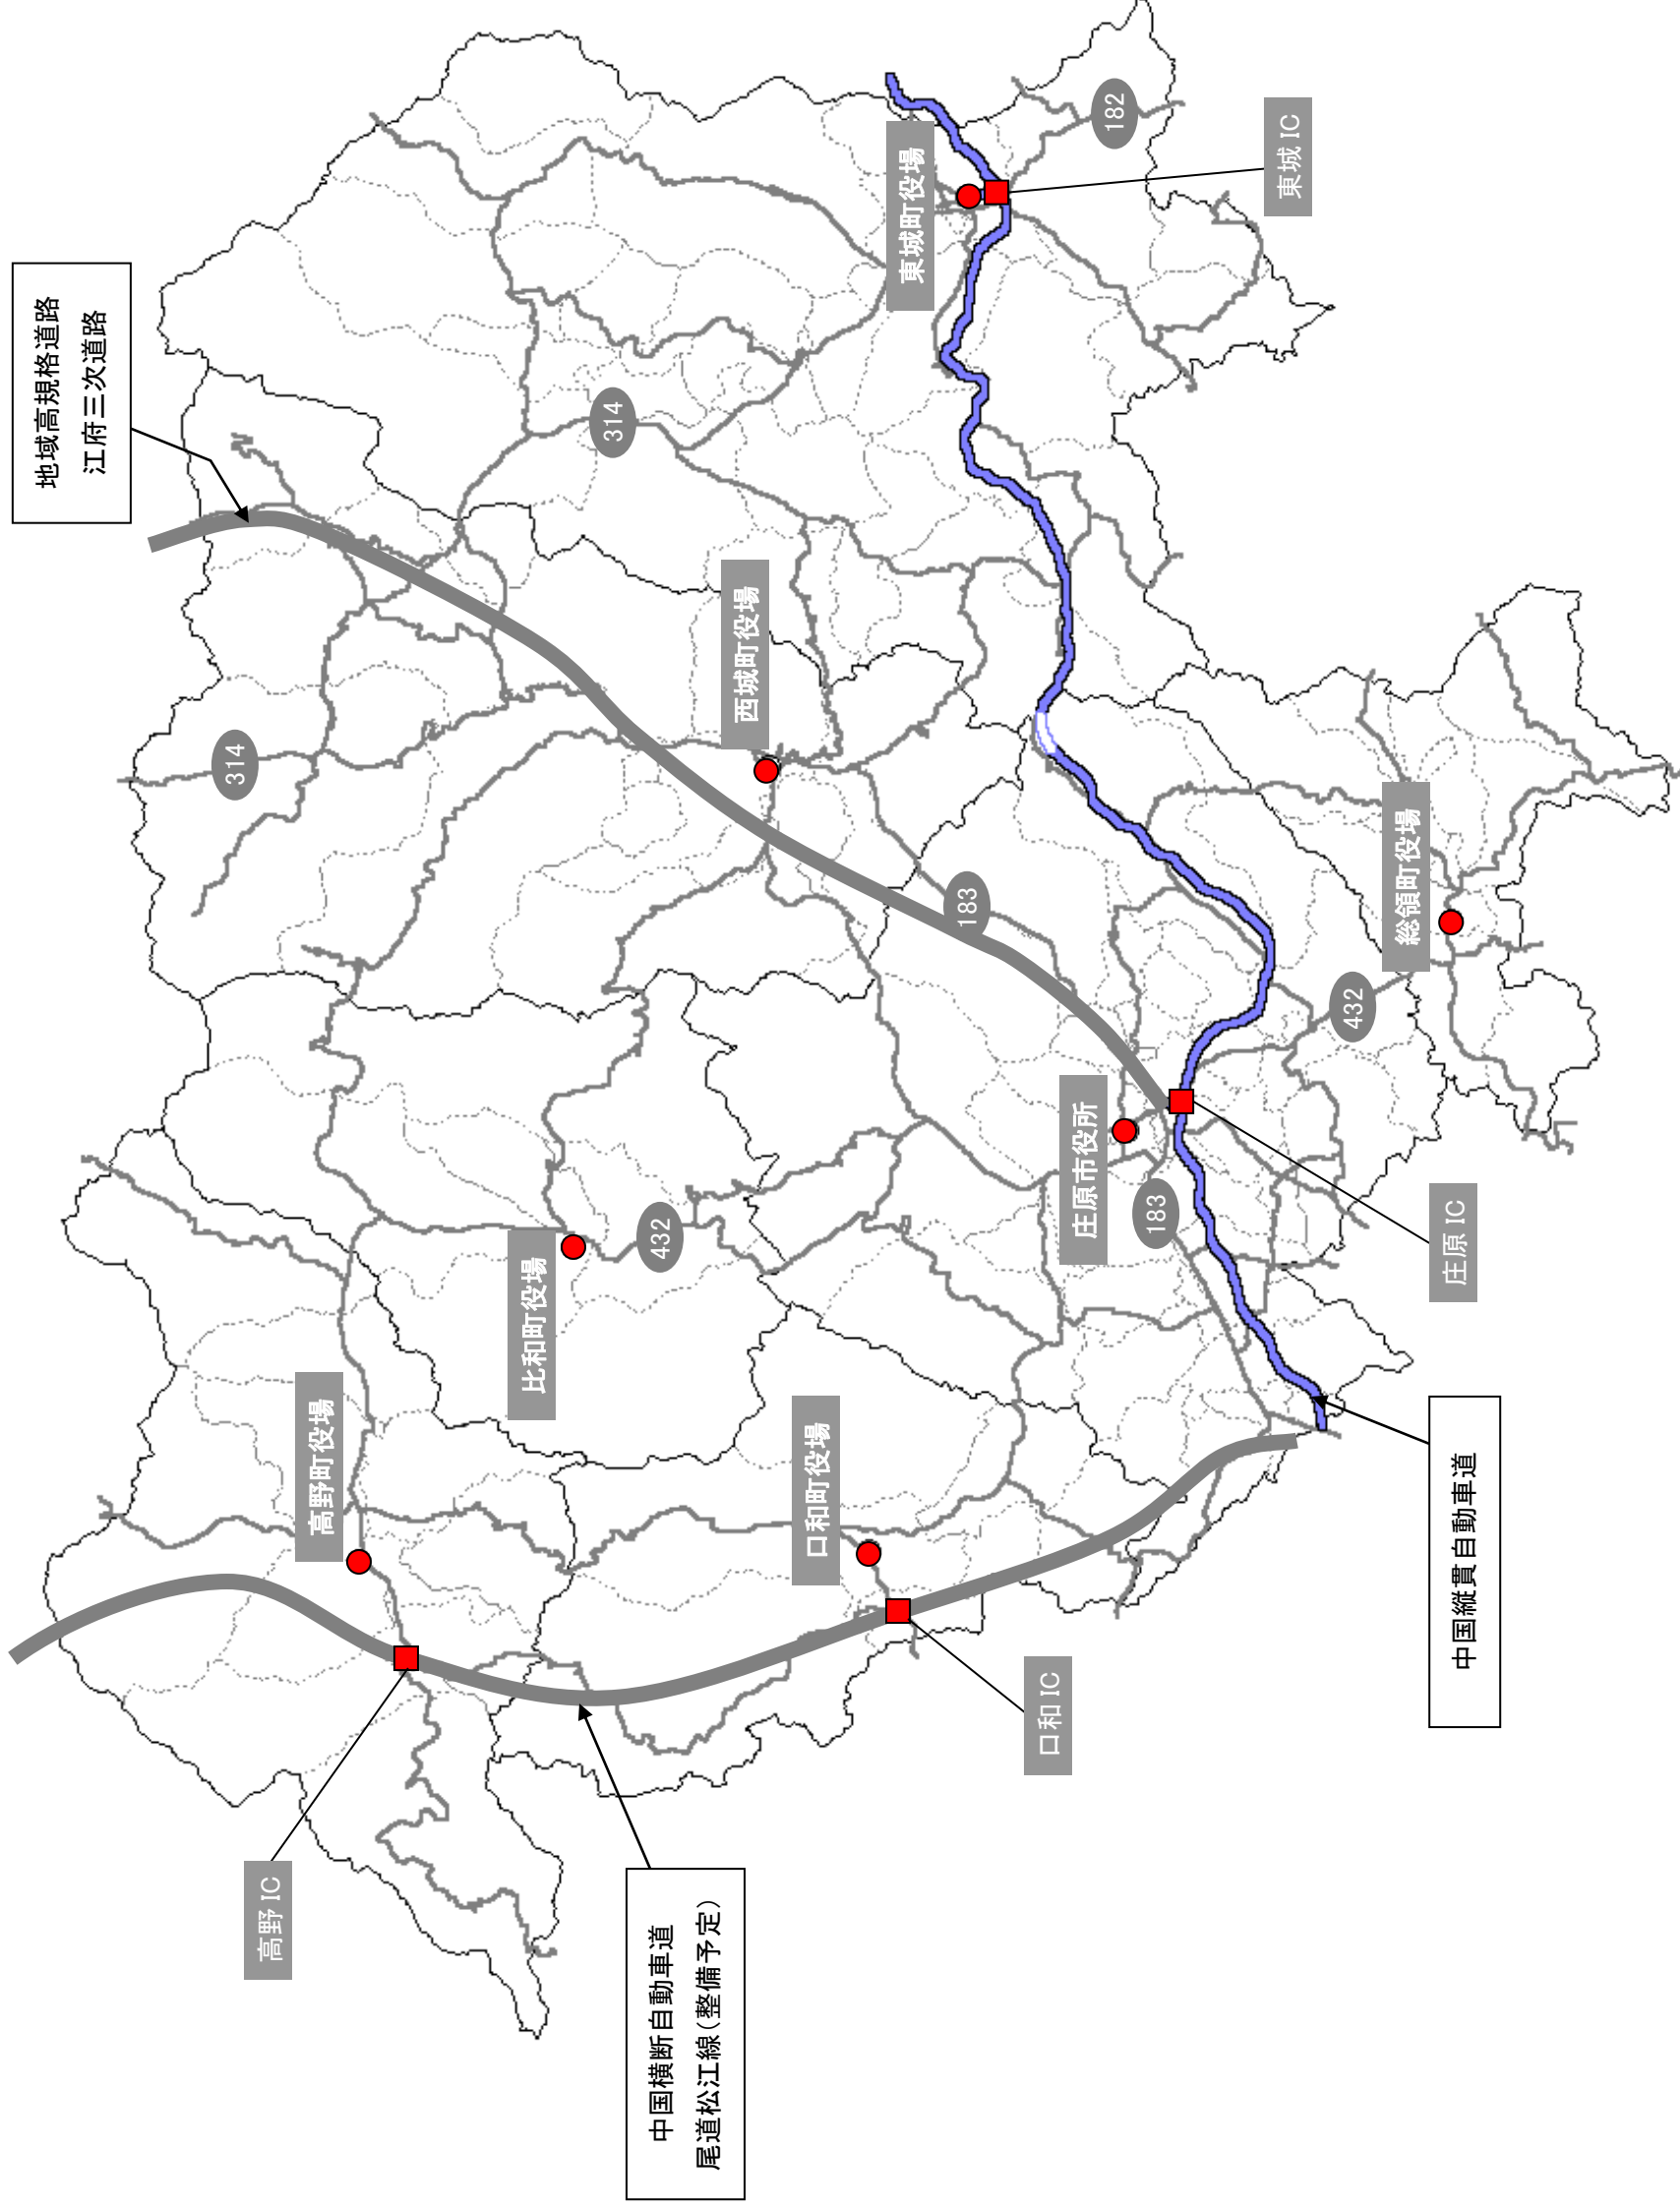 地域高規格道路
江府三次道路
314
高野 IC
高野町役場
比和町役場
314
中国横断自動車道
尾道松江線（整備予定）
432
西城町役場
口和町役場
東城町役場
183
口和 IC
庄原市役所
182
183
東城 IC
432
総領町役場
庄原 IC
中国縦貫自動車道